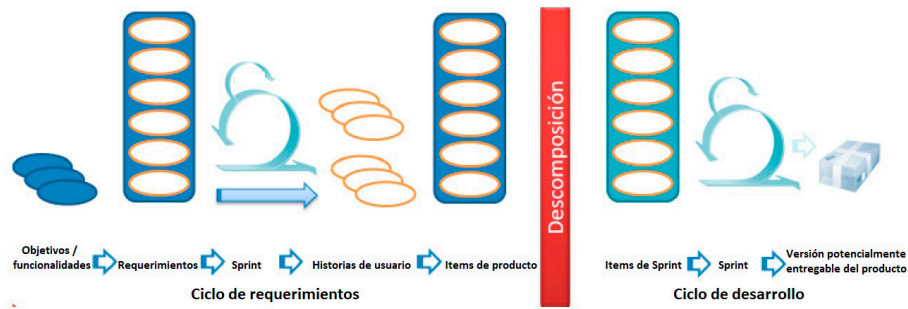 Descomposición
Objetivos /
funcionalidades
Requerimientos
Sprint
Historias de usuario
Items de producto
Ciclo de requerimientos
Items de Sprint
Sprint
Versión potencialmente
entregable del producto
Ciclo de desarrollo